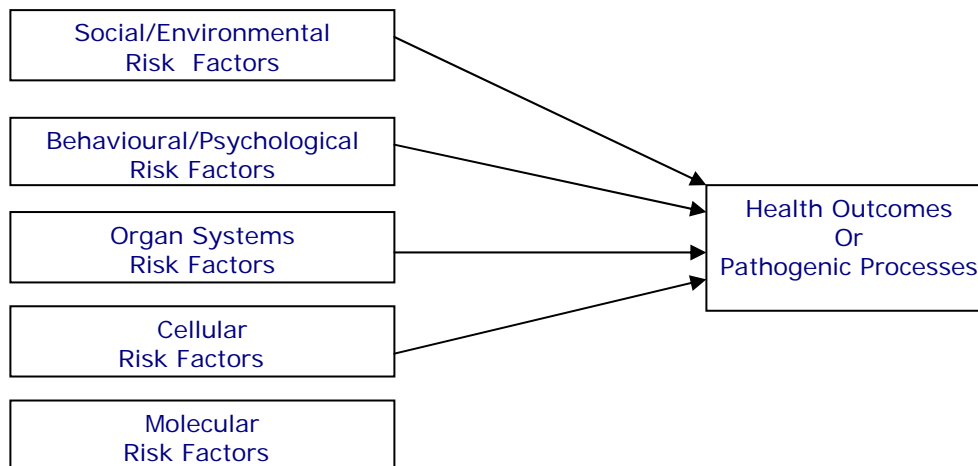 Social/Environmental
Risk Factors
Behavioural/Psychological
Risk Factors
Organ Systems
Risk Factors
Cellular
Risk Factors
Molecular
Risk Factors
Health Outcomes
Or
Pathogenic Processes